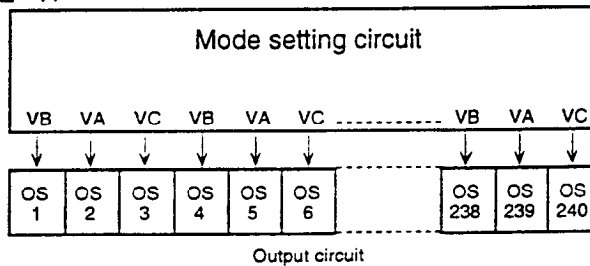 Mode setting circuit
VB VA VC VB VA VC VB VA VC
OS OS OS OS OS OS OS OS OS
1 2 3 4 5 6 238 239 240
Output circuit